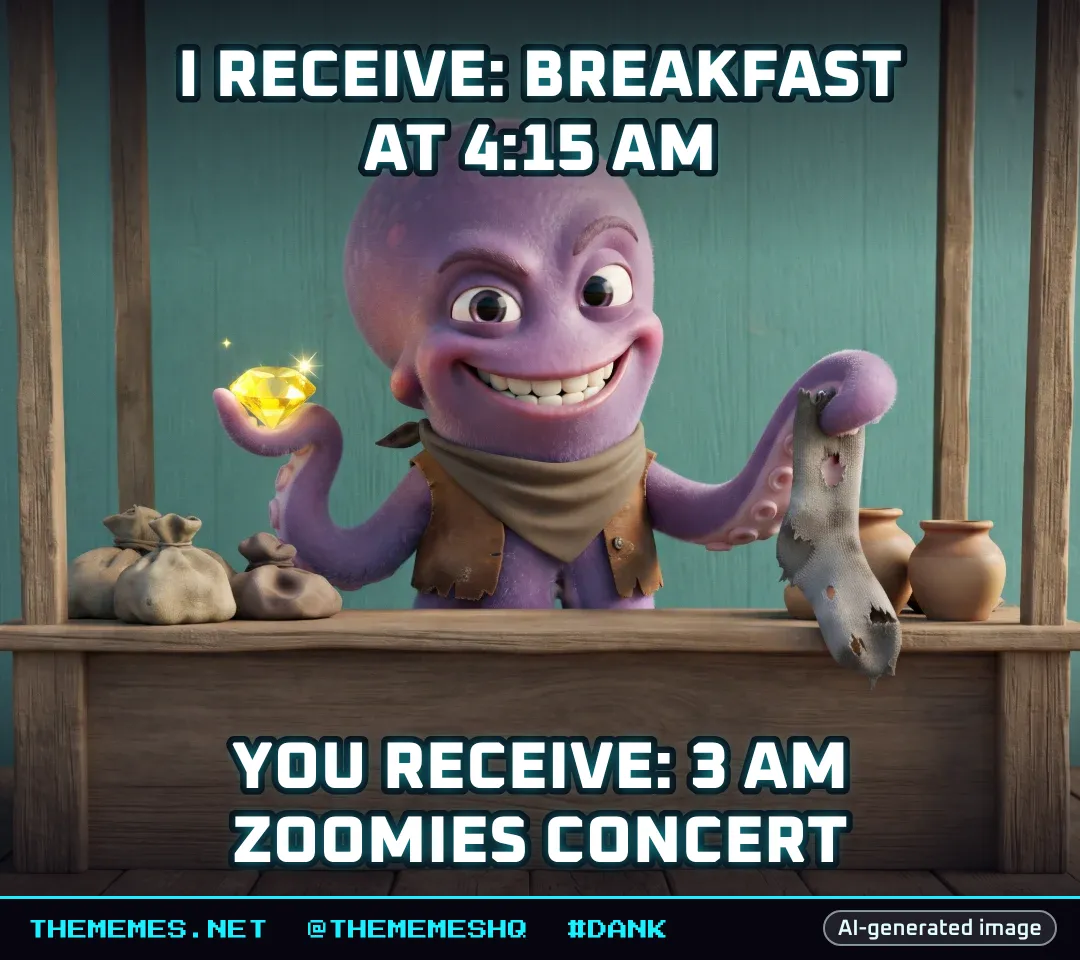 I RECEIVE: BREAKFAST
AT 4:15 AM
YOU RECEIVE: 3 AM
ZOOMIES CONCERT
THEMEMES.NET @THEMEMESHQ #DANK AI-generated image